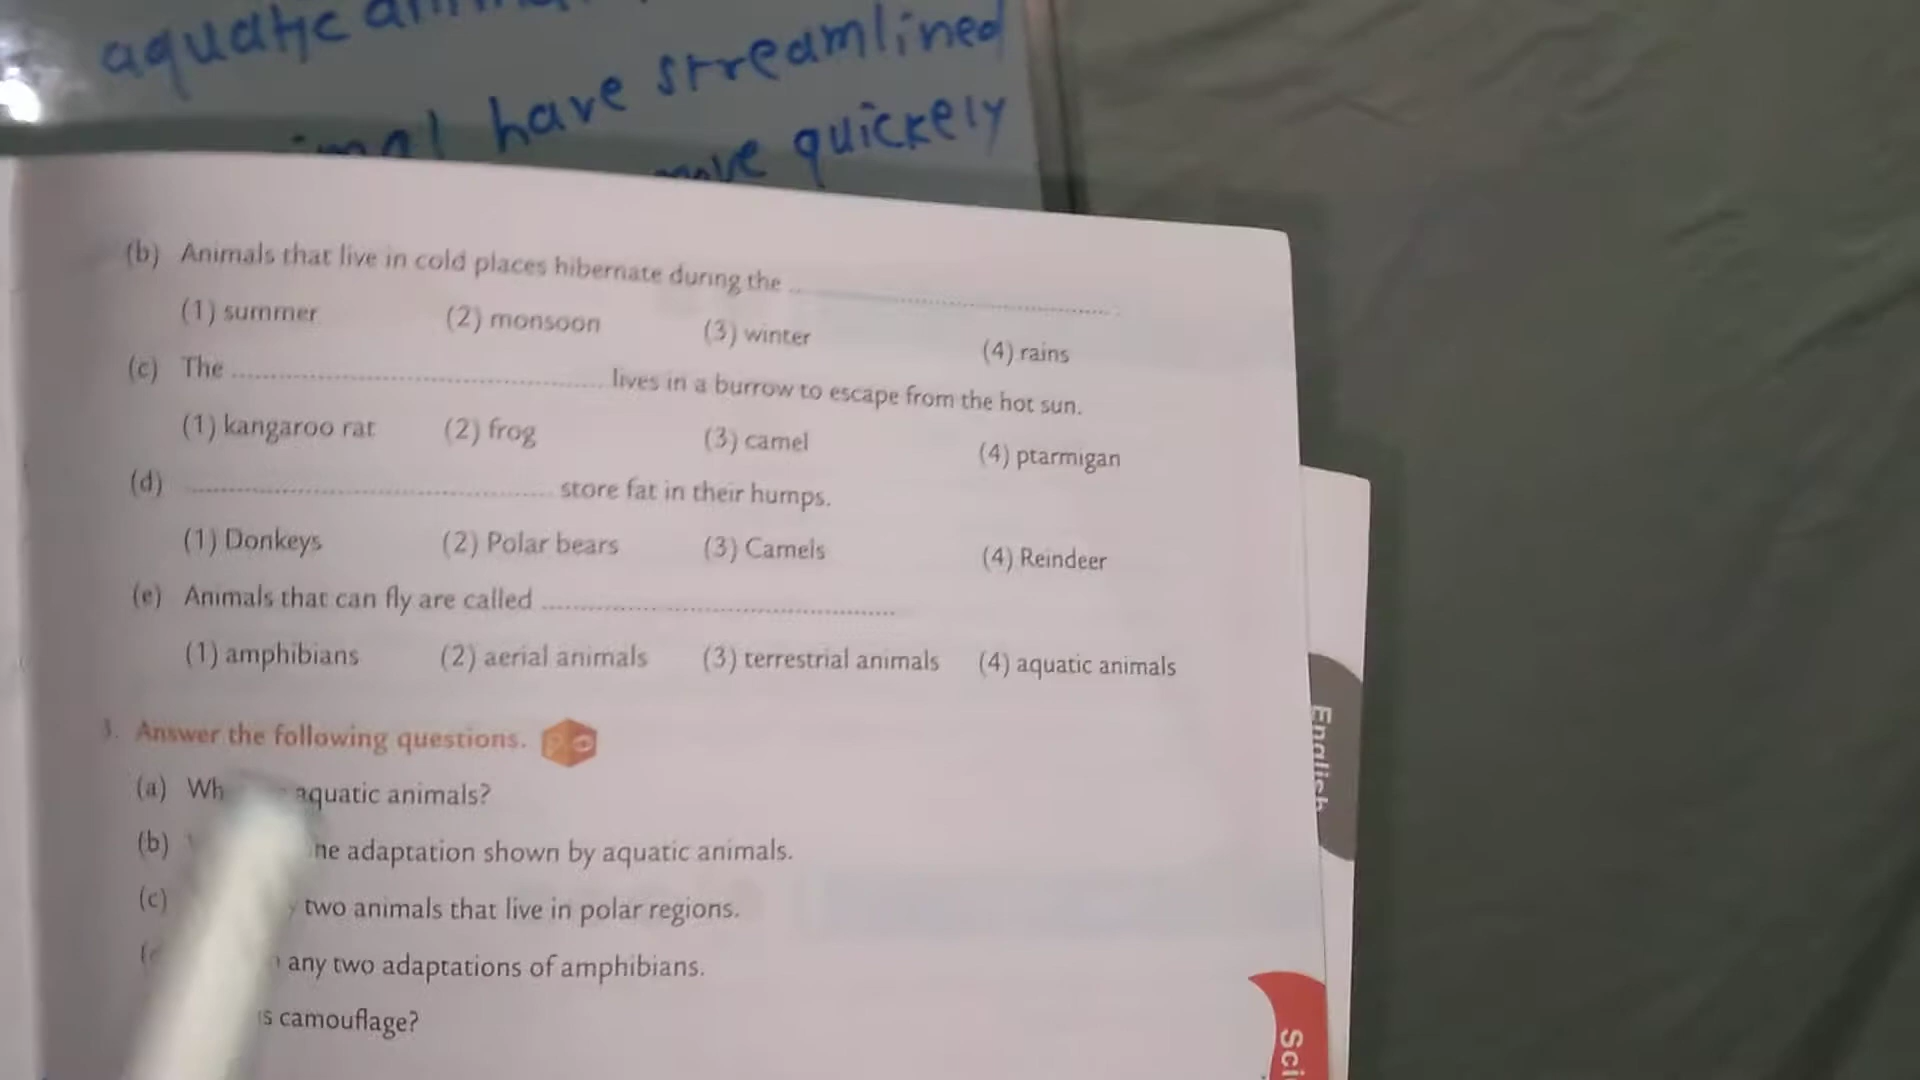 aquatic
have streamlined
move quickely
(b) Animals that live in cold places hibernate during the
(1) summer (2) monsoon (3) winter (4) rains
(c) The lives in a burrow to escape from the hot sun.
(1) kangaroo rat (2) frog (3) camel (4) ptarmigan
(d) store fat in their humps.
(1) Donkeys (2) Polar bears (3) Camels (4) Reindeer
(e) Animals that can fly are called
(1) amphibians (2) aerial animals (3) terrestrial animals (4) aquatic animals
3. Answer the following questions.
(a) aquatic animals?
(b) adaptation shown by aquatic animals.
(c) two animals that live in polar regions.
any two adaptations of amphibians.
camouflage?
English